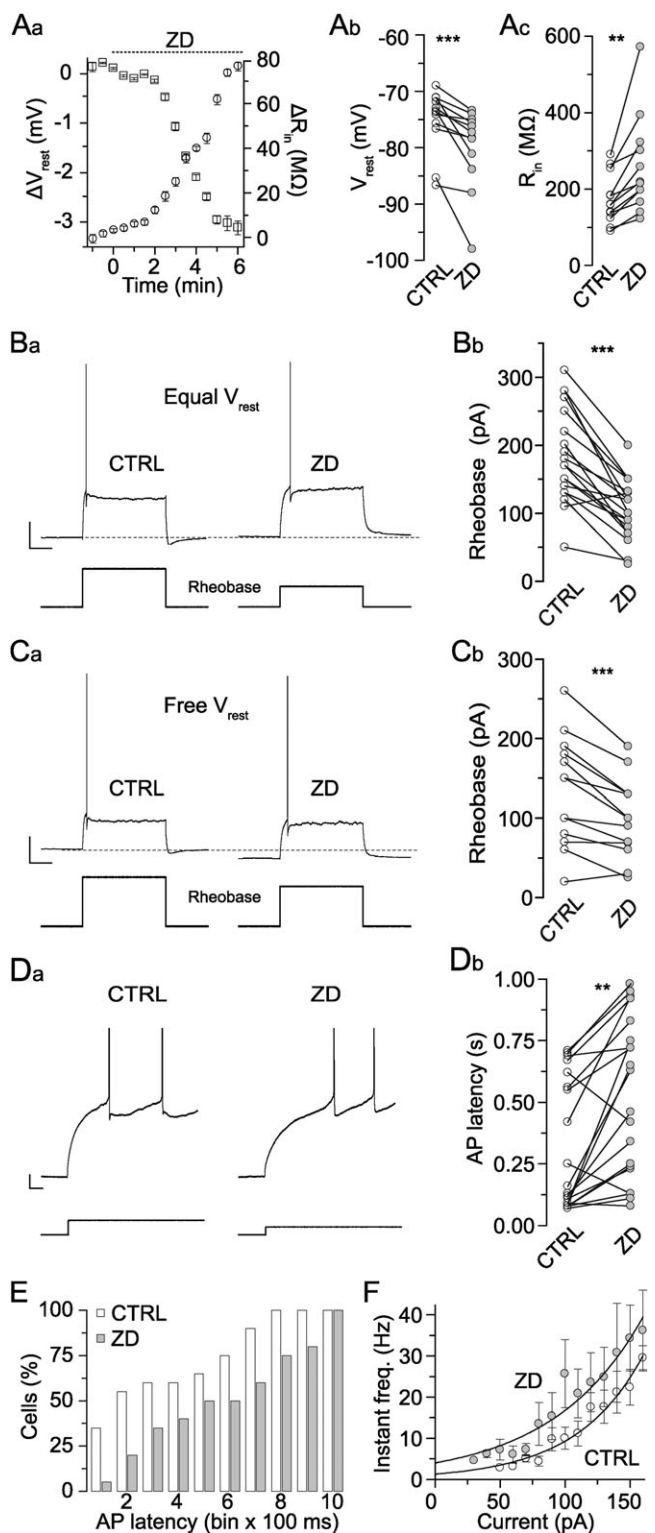 Aa
ZD
0
-1
-2
-3
ΔV_rest (mV)
80
60
40
20
0
ΔR_in (MΩ)
0 2 4 6
Time (min)
Ab
***
-60
-70
-80
-90
-100
V_rest (mV)
CTRL ZD
Ac
**
600
400
200
0
R_in (MΩ)
CTRL ZD
Ba
Equal V_rest
CTRL ZD
Rheobase
Bb
***
300
200
100
0
Rheobase (pA)
CTRL ZD
Ca
Free V_rest
CTRL ZD
Rheobase
Cb
***
300
200
100
0
Rheobase (pA)
CTRL ZD
Da
CTRL ZD
Db
**
1.00
0.75
0.50
0.25
0.00
AP latency (s)
CTRL ZD
E
CTRL
ZD
100
75
50
25
0
Cells (%)
2 4 6 8 10
AP latency (bin x 100 ms)
F
40
30
20
10
0
Instant freq. (Hz)
ZD
CTRL
0 50 100 150
Current (pA)